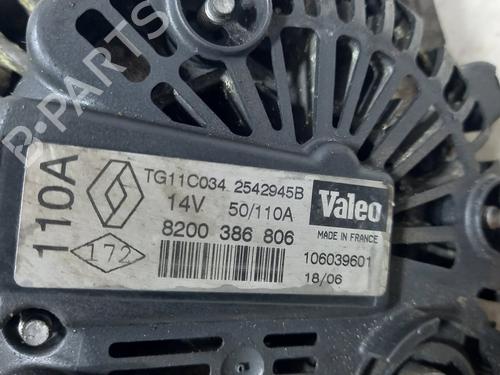 B-PARTS
110A
TG11C034 2542945B
14V 50/110A
8200 386 806
172
Valeo
MADE IN FRANCE
106039601
18/06